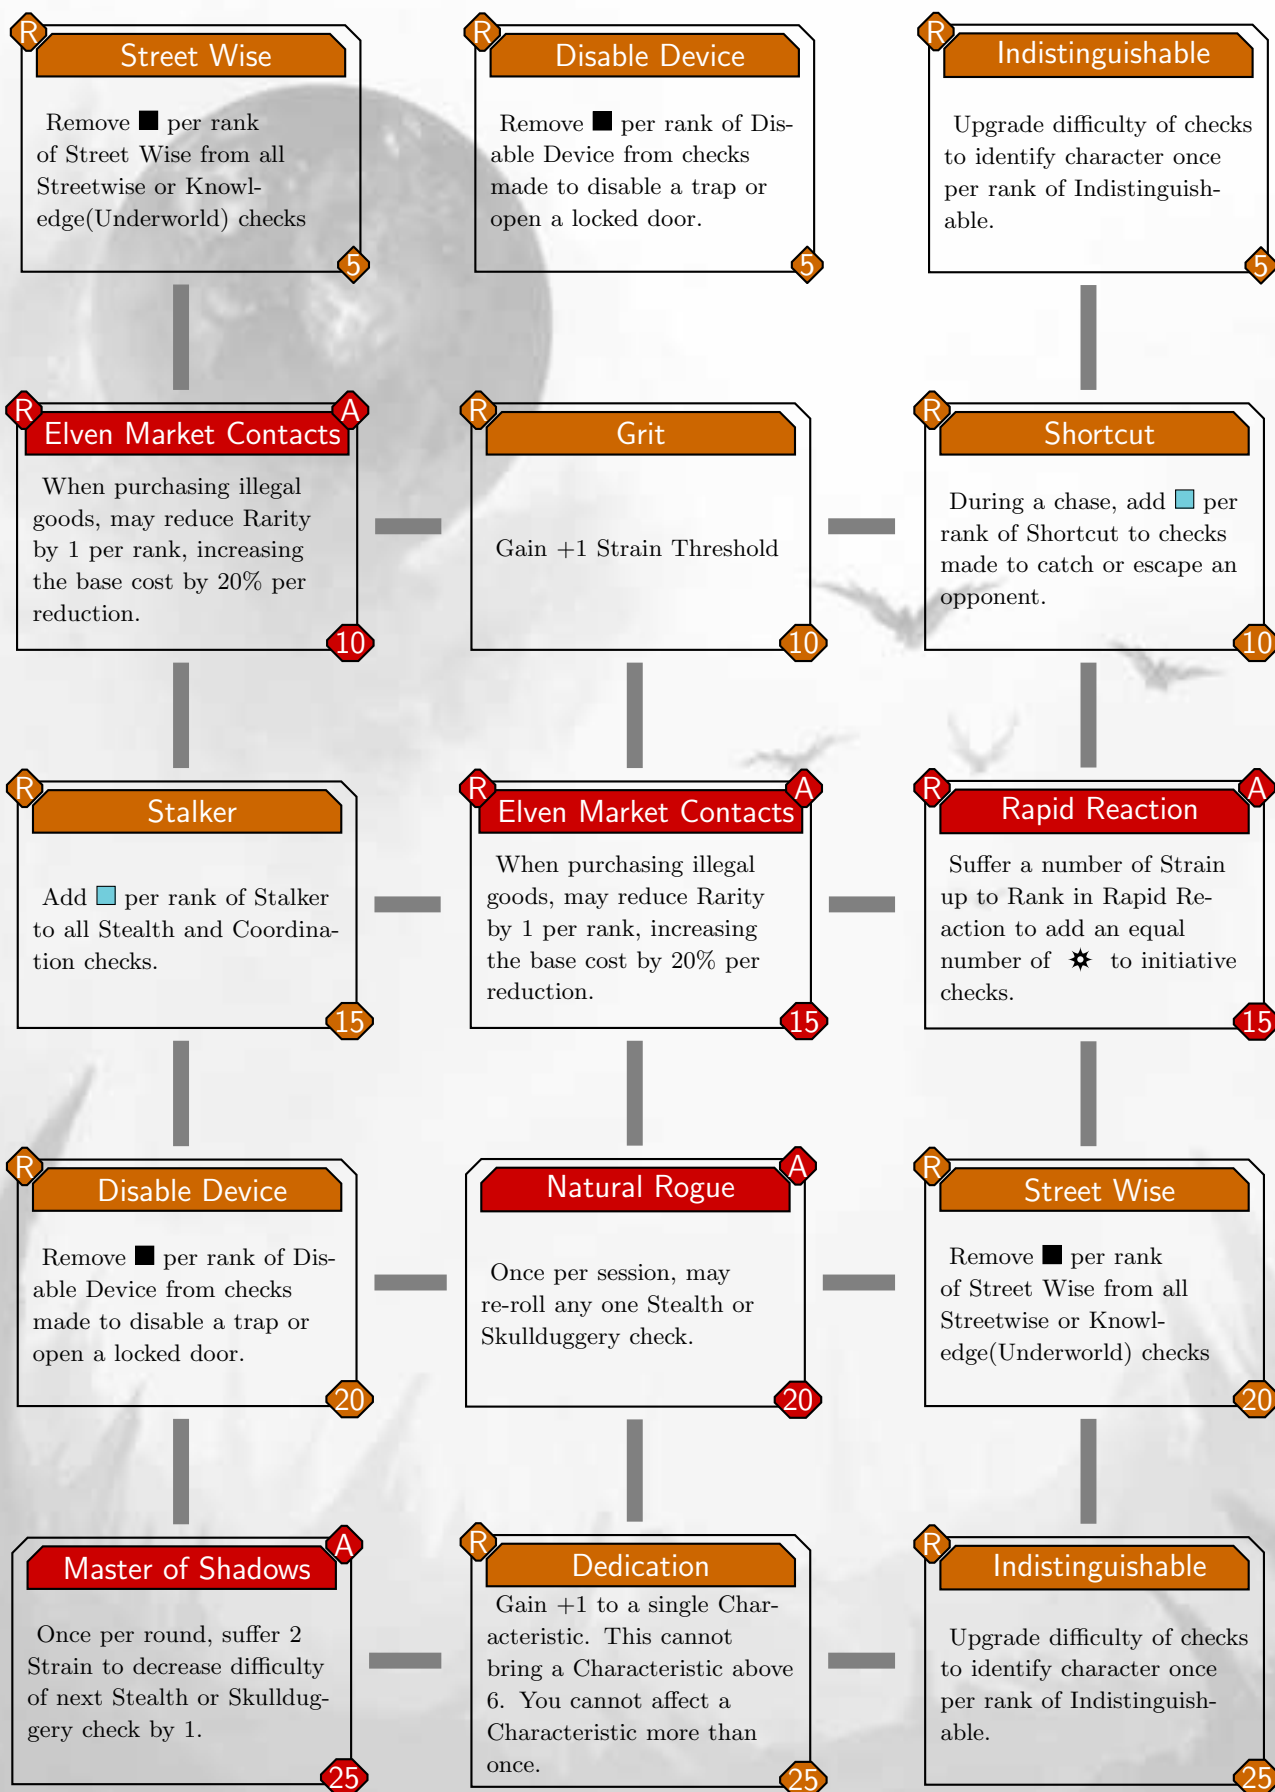 R
Street Wise
Remove ■ per rank
of Street Wise from all
Streetwise or Knowl-
edge(Underworld) checks
5
R
Disable Device
Remove ■ per rank of Dis-
able Device from checks
made to disable a trap or
open a locked door.
5
R
Indistinguishable
Upgrade difficulty of checks
to identify character once
per rank of Indistinguish-
able.
5
R
A
Elven Market Contacts
When purchasing illegal
goods, may reduce Rarity
by 1 per rank, increasing
the base cost by 20% per
reduction.
10
R
Grit
Gain +1 Strain Threshold
10
R
Shortcut
During a chase, add per
rank of Shortcut to checks
made to catch or escape an
opponent.
10
R
Stalker
Add per rank of Stalker
to all Stealth and Coordina-
tion checks.
15
R
A
Elven Market Contacts
When purchasing illegal
goods, may reduce Rarity
by 1 per rank, increasing
the base cost by 20% per
reduction.
15
R
A
Rapid Reaction
Suffer a number of Strain
up to Rank in Rapid Re-
action to add an equal
number of to initiative
checks.
15
R
Disable Device
Remove ■ per rank of Dis-
able Device from checks
made to disable a trap or
open a locked door.
20
A
Natural Rogue
Once per session, may
re-roll any one Stealth or
Skullduggery check.
20
R
Street Wise
Remove ■ per rank
of Street Wise from all
Streetwise or Knowl-
edge(Underworld) checks
20
A
Master of Shadows
Once per round, suffer 2
Strain to decrease difficulty
of next Stealth or Skulldug-
gery check by 1.
25
R
Dedication
Gain +1 to a single Char-
acteristic. This cannot
bring a Characteristic above
6. You cannot affect a
Characteristic more than
once.
25
R
Indistinguishable
Upgrade difficulty of checks
to identify character once
per rank of Indistinguish-
able.
25